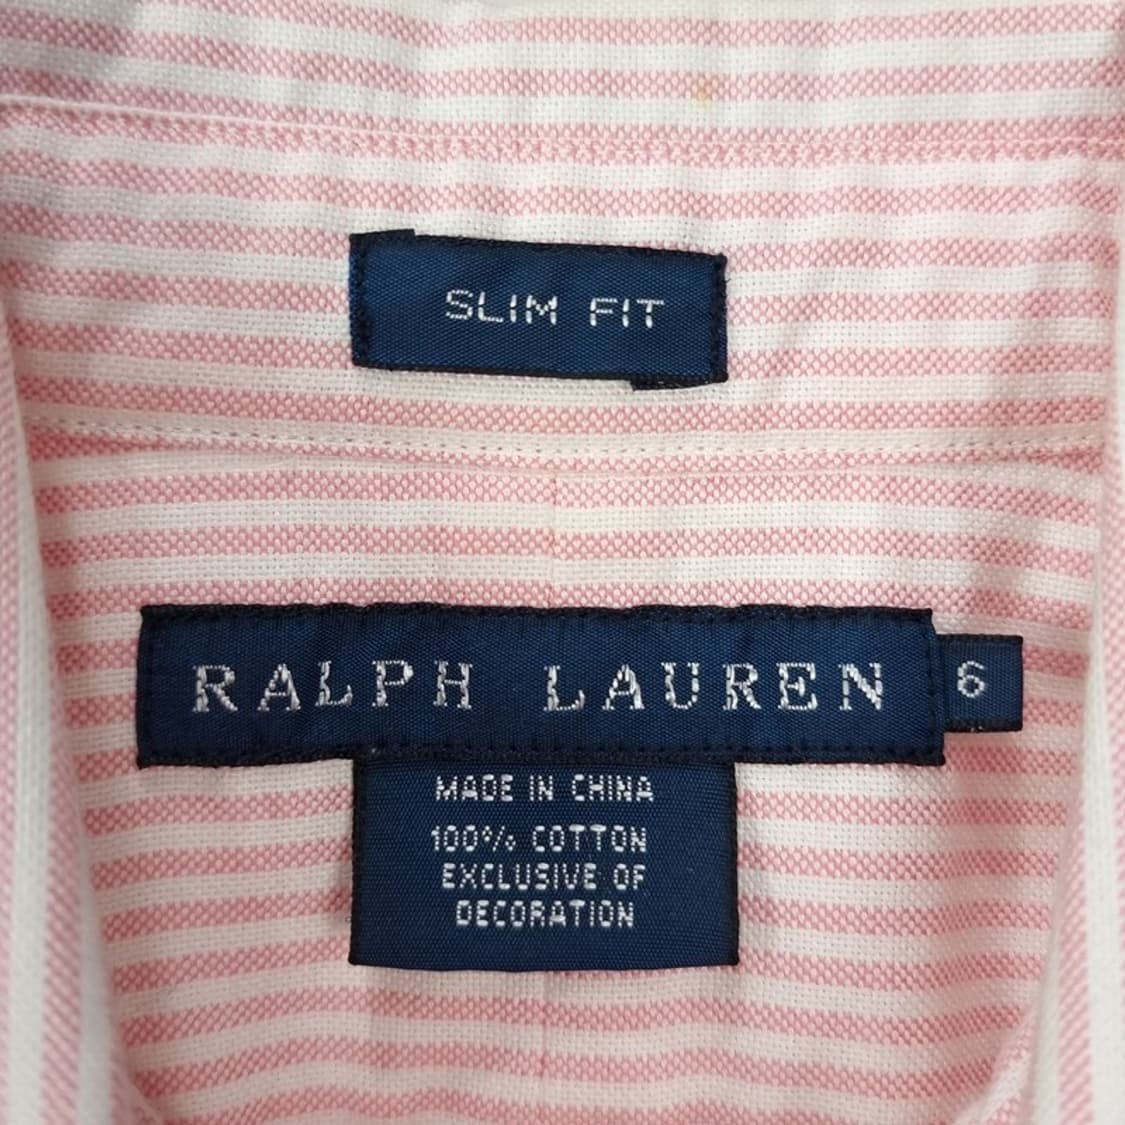 SLIM FIT
RALPH LAUREN
6
MADE IN CHINA
100% COTTON
EXCLUSIVE OF
DECORATION